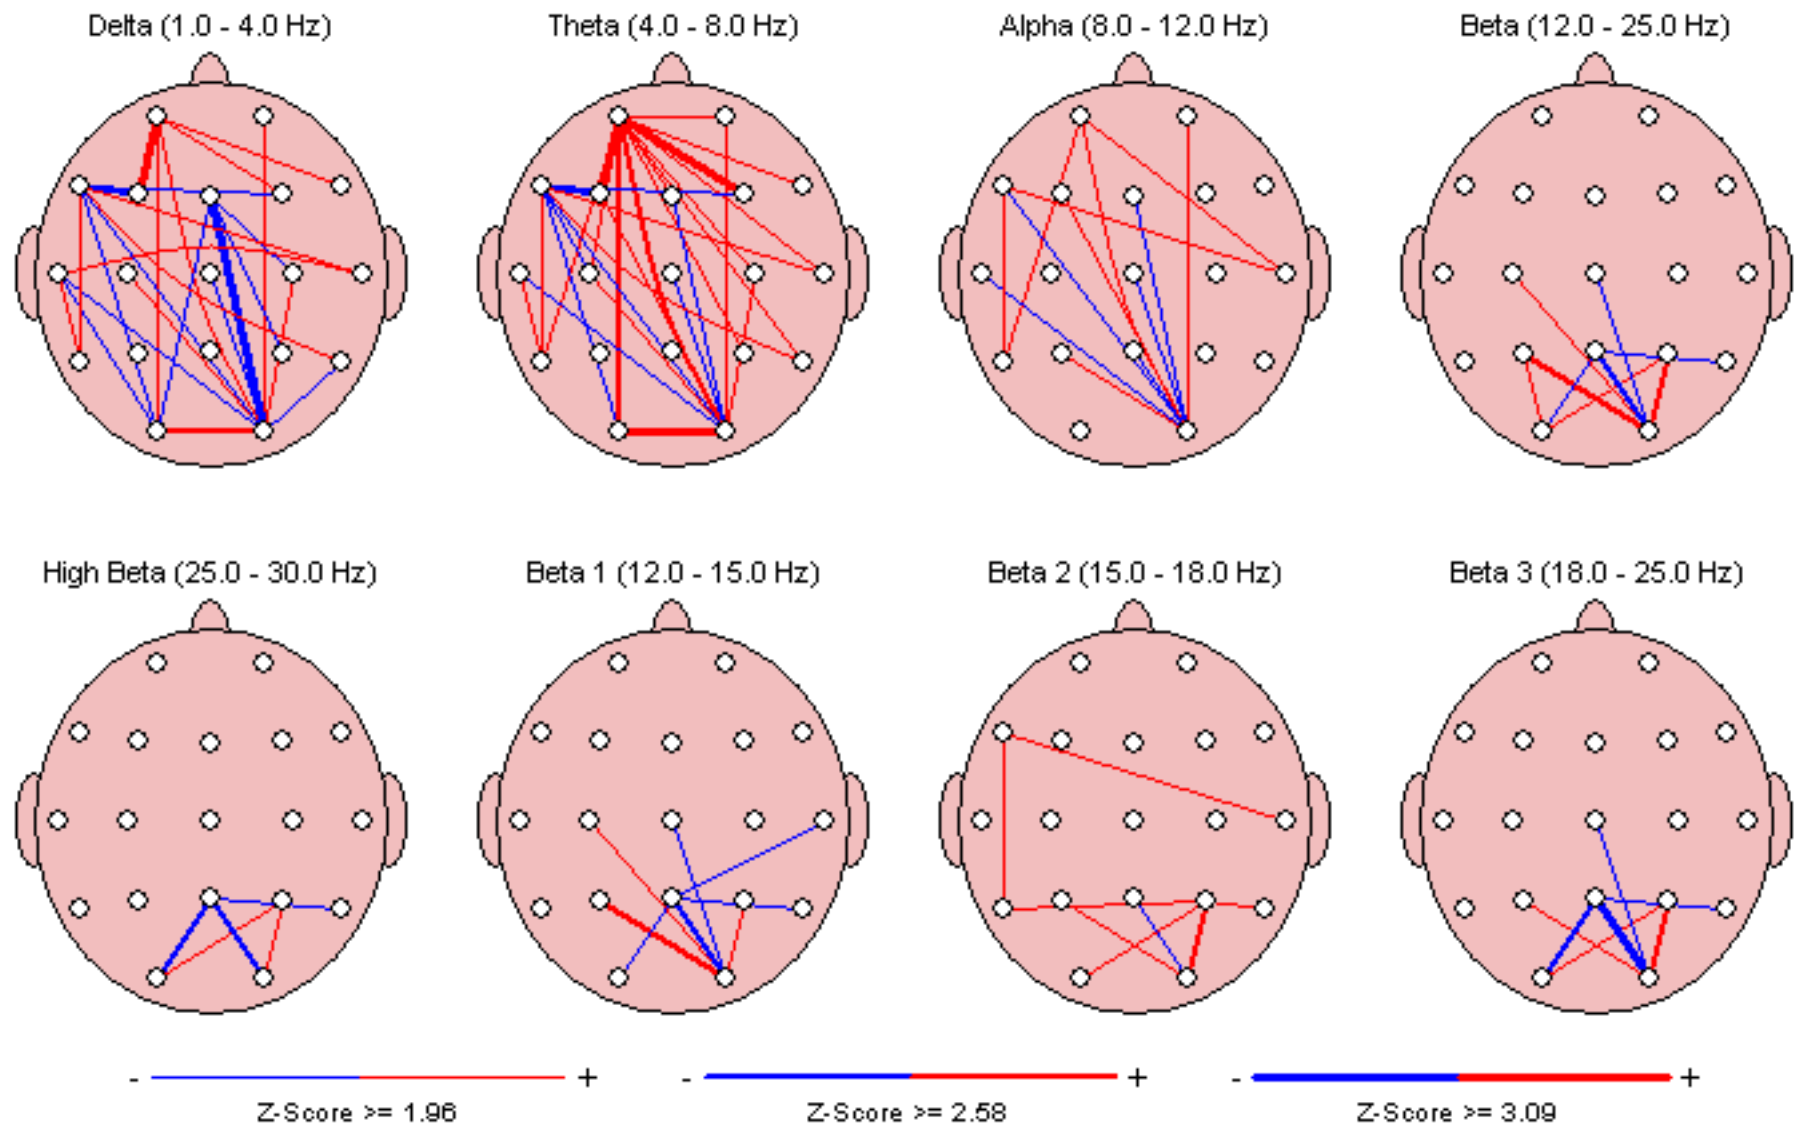 Delta (1.0 - 4.0 Hz)
Theta (4.0 - 8.0 Hz)
Alpha (8.0 - 12.0 Hz)
Beta (12.0 - 25.0 Hz)
High Beta (25.0 - 30.0 Hz)
Beta 1 (12.0 - 15.0 Hz)
Beta 2 (15.0 - 18.0 Hz)
Beta 3 (18.0 - 25.0 Hz)
- +
- +
- +
Z-Score >= 1.96
Z-Score >= 2.58
Z-Score >= 3.09